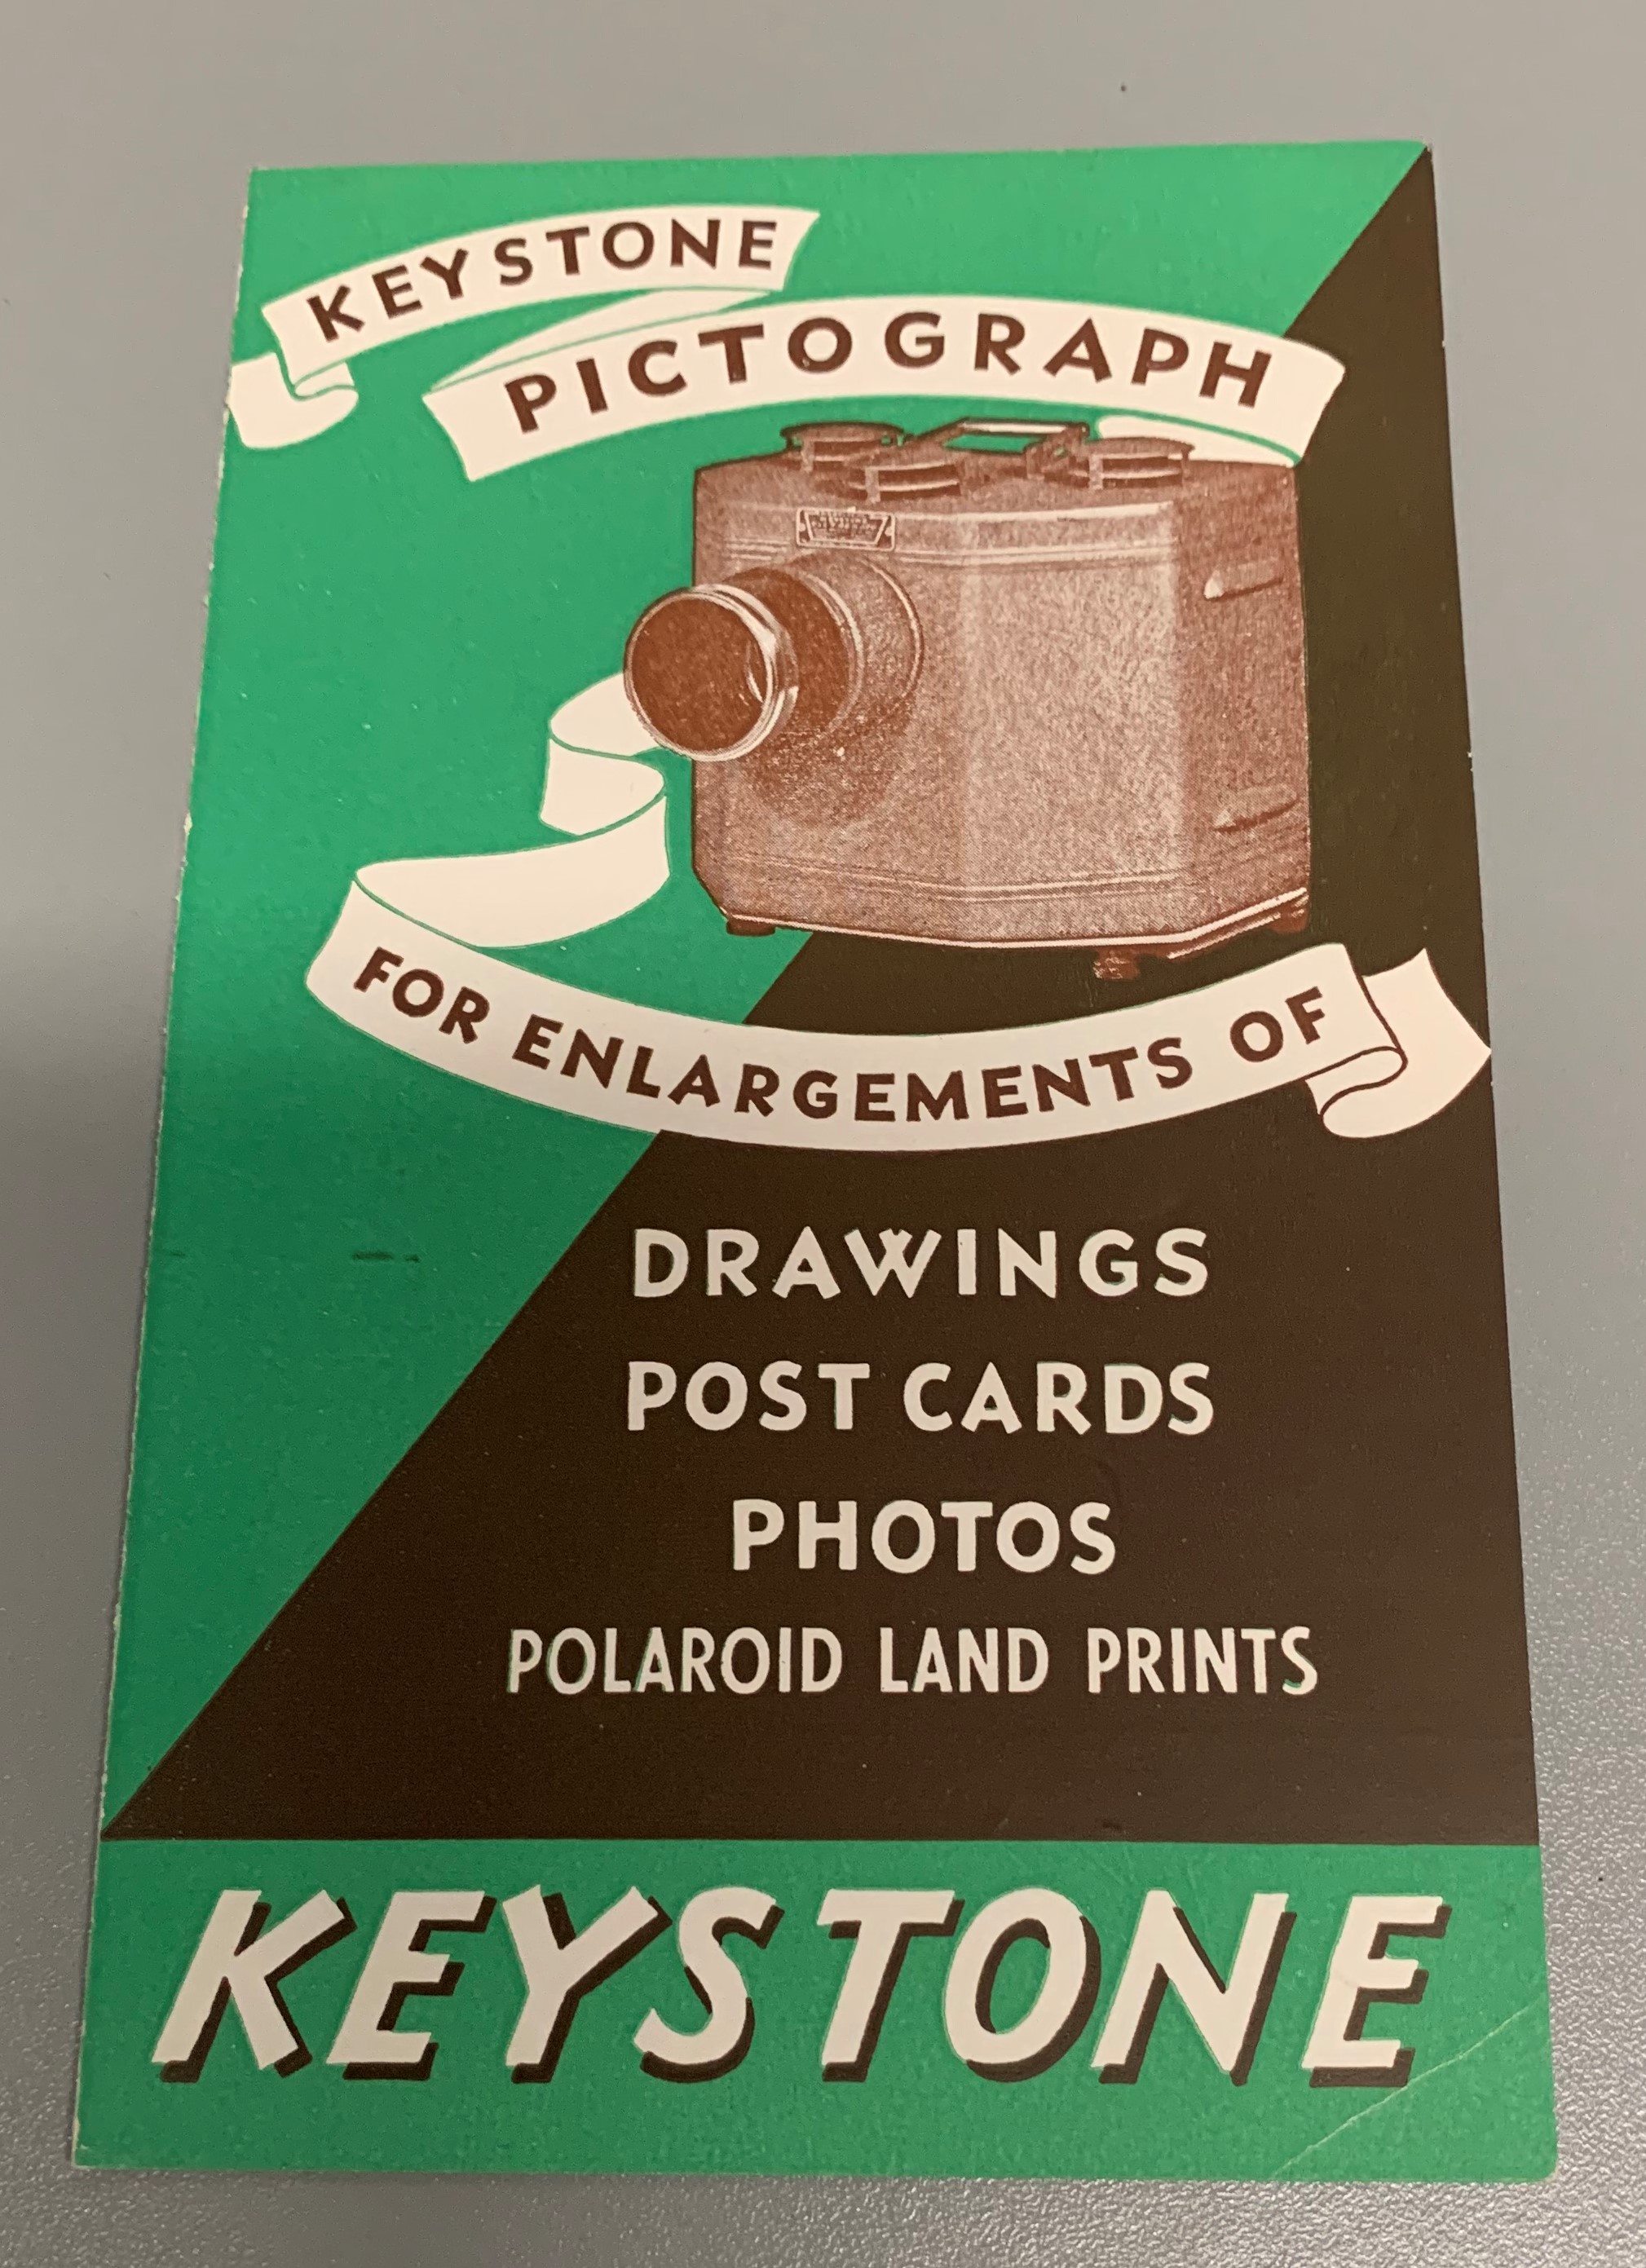 KEYSTONE
PICTOGRAPH
FOR ENLARGEMENTS OF
DRAWINGS
POST CARDS
PHOTOS
POLAROID LAND PRINTS
KEYSTONE